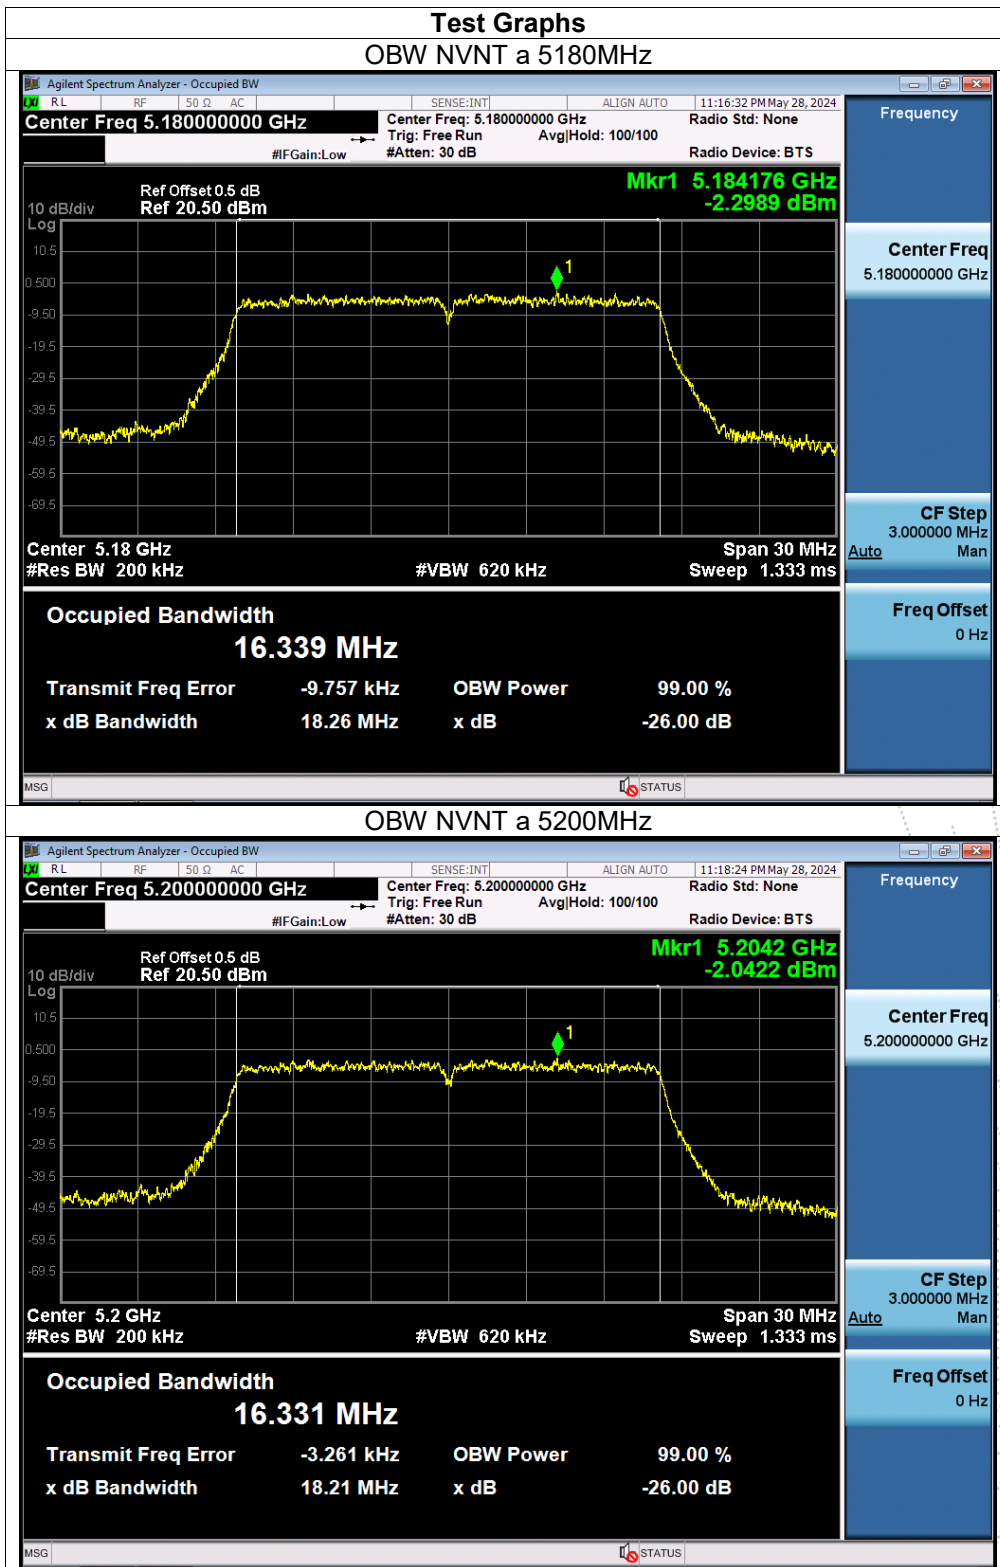 Test Graphs
OBW NVNT a 5180MHz
Agilent Spectrum Analyzer - Occupied BW
LXI RL RF 50 Ω AC SENSE:INT ALIGN AUTO 11:16:32 PM May 28, 2024
Center Freq 5.180000000 GHz Center Freq: 5.180000000 GHz Radio Std: None Frequency
Trig: Free Run Avg|Hold: 100/100
#IFGain:Low #Atten: 30 dB Radio Device: BTS
Ref Offset 0.5 dB Mkr1 5.184176 GHz
10 dB/div Ref 20.50 dBm -2.2989 dBm
Log
10.5
0.500
-9.50
-19.5
-29.5
-39.5
-49.5
-59.5
-69.5
1
Center Freq
5.180000000 GHz
CF Step
3.000000 MHz
Auto Man
Center 5.18 GHz Span 30 MHz
#Res BW 200 kHz #VBW 620 kHz Sweep 1.333 ms
Freq Offset
0 Hz
Occupied Bandwidth
16.339 MHz
Transmit Freq Error -9.757 kHz OBW Power 99.00 %
x dB Bandwidth 18.26 MHz x dB -26.00 dB
MSG STATUS
OBW NVNT a 5200MHz
Agilent Spectrum Analyzer - Occupied BW
LXI RL RF 50 Ω AC SENSE:INT ALIGN AUTO 11:18:24 PM May 28, 2024
Center Freq 5.200000000 GHz Center Freq: 5.200000000 GHz Radio Std: None Frequency
Trig: Free Run Avg|Hold: 100/100
#IFGain:Low #Atten: 30 dB Radio Device: BTS
Ref Offset 0.5 dB Mkr1 5.2042 GHz
10 dB/div Ref 20.50 dBm -2.0422 dBm
Log
10.5
0.500
-9.50
-19.5
-29.5
-39.5
-49.5
-59.5
-69.5
1
Center Freq
5.200000000 GHz
CF Step
3.000000 MHz
Auto Man
Center 5.2 GHz Span 30 MHz
#Res BW 200 kHz #VBW 620 kHz Sweep 1.333 ms
Freq Offset
0 Hz
Occupied Bandwidth
16.331 MHz
Transmit Freq Error -3.261 kHz OBW Power 99.00 %
x dB Bandwidth 18.21 MHz x dB -26.00 dB
MSG STATUS